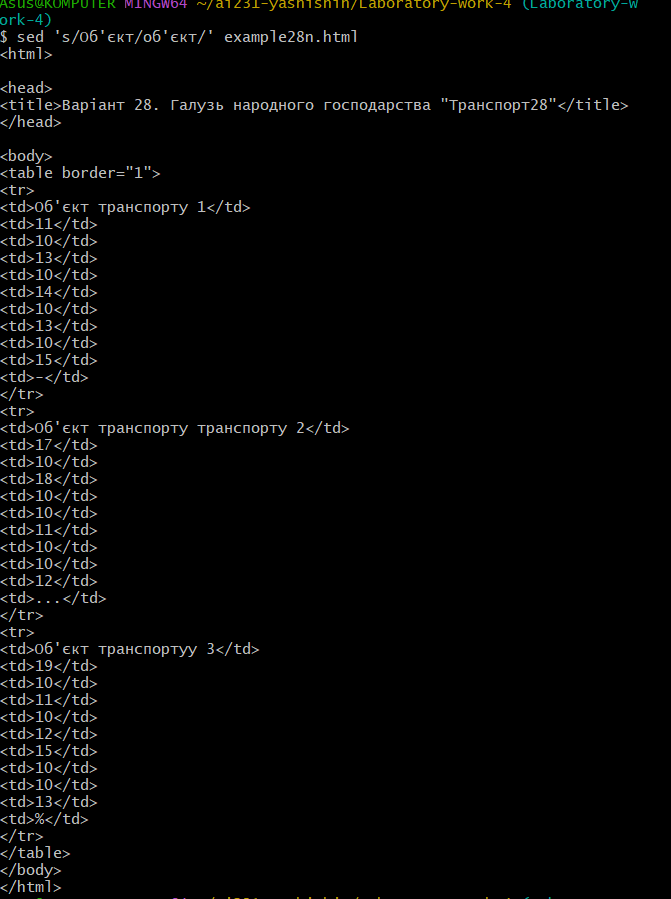 Asus@KOMPUTER MINGW64 ~/ai231-yashishin/Laboratory-work-4 (Laboratory-w
ork-4)
$ sed 's/Об'єкт/об'єкт/' example28n.html
<html>

<head>
<title>Варіант 28. Галузь народного господарства "Транспорт28"</title>
</head>

<body>
<table border="1">
<tr>
<td>Об'єкт транспорту 1</td>
<td>11</td>
<td>10</td>
<td>13</td>
<td>10</td>
<td>14</td>
<td>10</td>
<td>13</td>
<td>10</td>
<td>15</td>
<td>-</td>
</tr>
<tr>
<td>Об'єкт транспорту транспорту 2</td>
<td>17</td>
<td>10</td>
<td>18</td>
<td>10</td>
<td>10</td>
<td>11</td>
<td>10</td>
<td>10</td>
<td>12</td>
<td>...</td>
</tr>
<tr>
<td>Об'єкт транспортуу 3</td>
<td>19</td>
<td>10</td>
<td>11</td>
<td>10</td>
<td>12</td>
<td>15</td>
<td>10</td>
<td>10</td>
<td>13</td>
<td>%</td>
</tr>
</table>
</body>
</html>